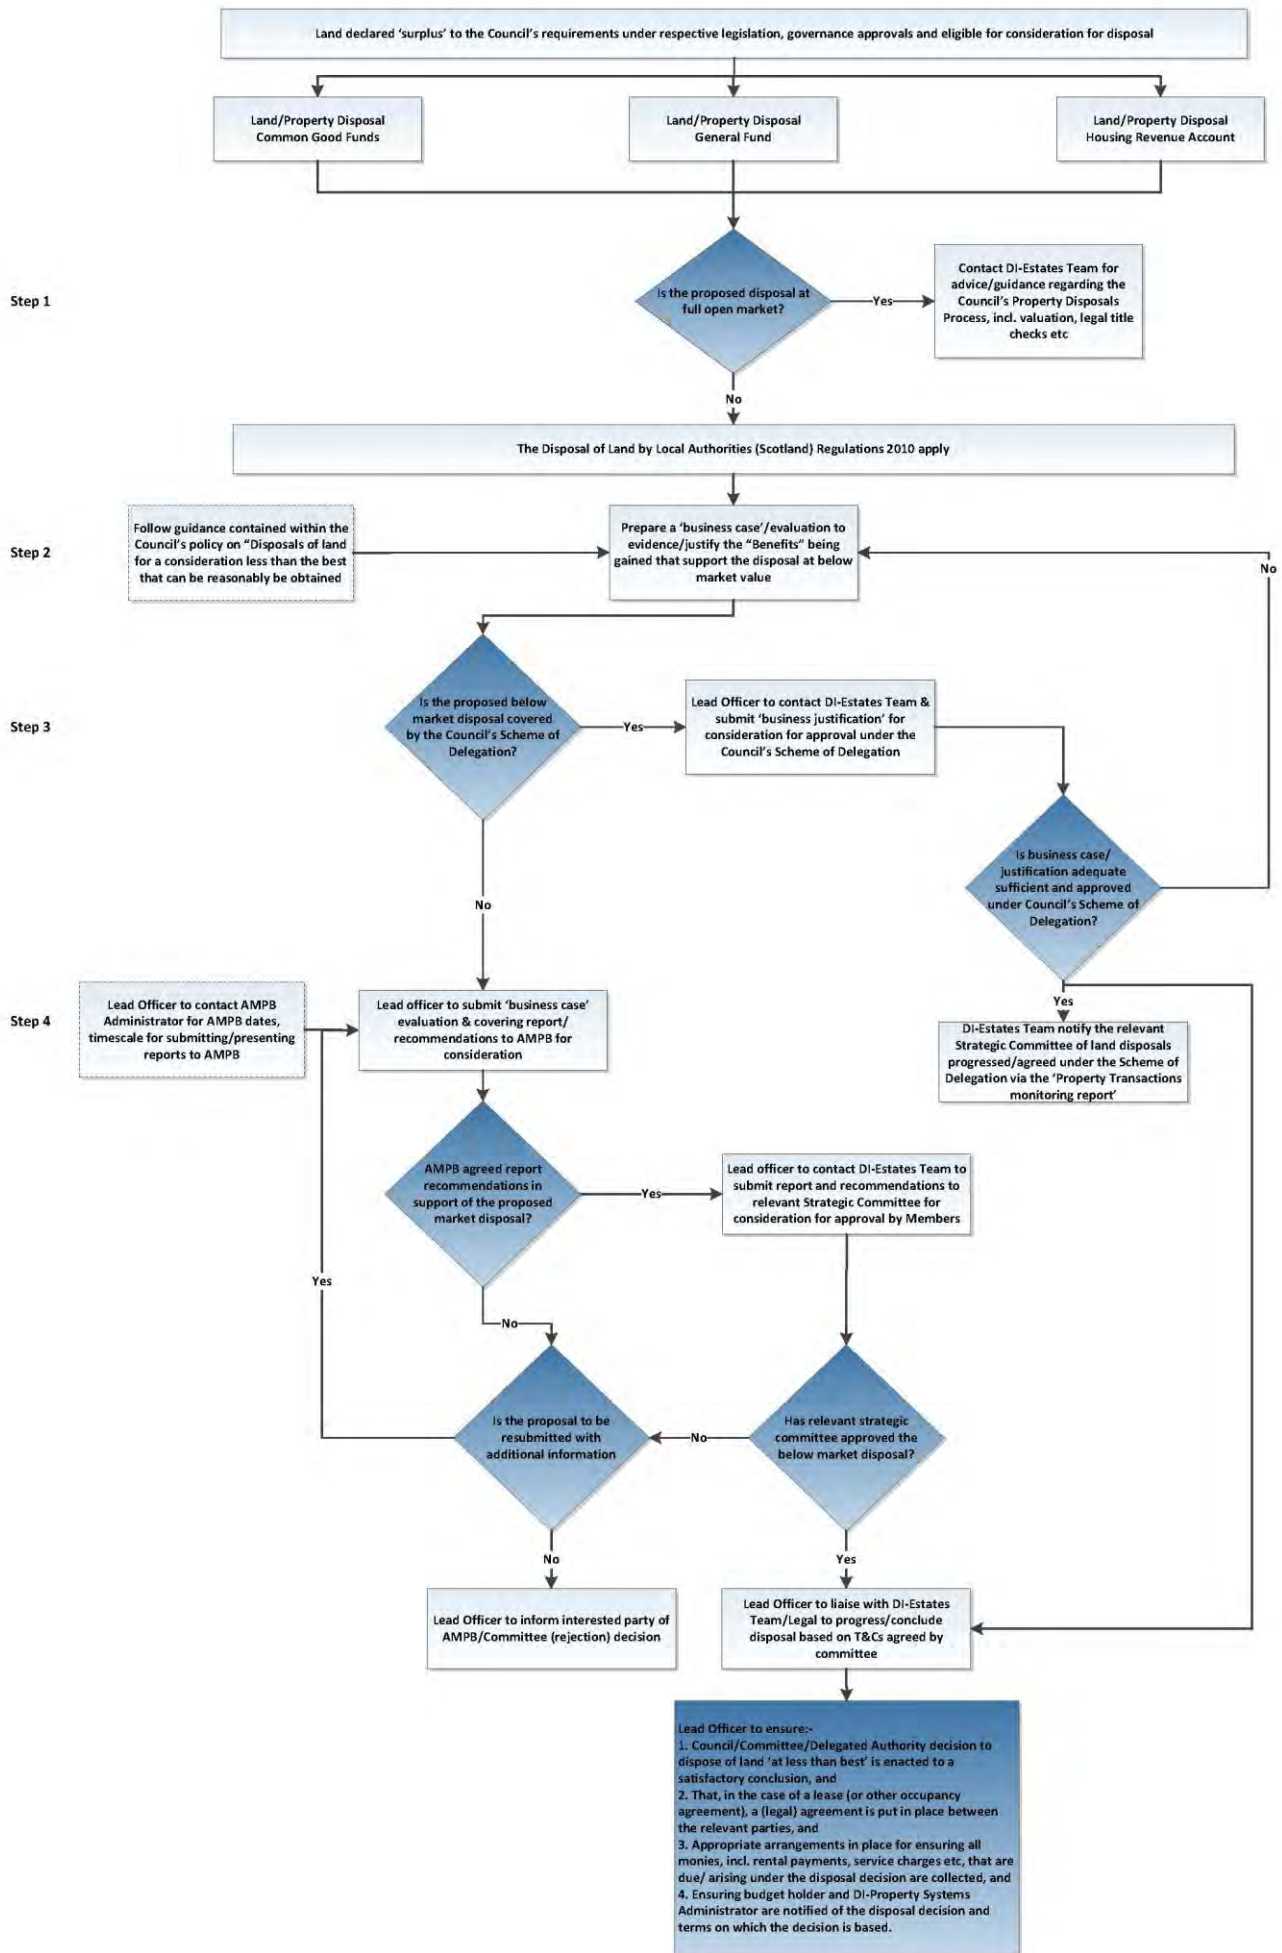 Land declared ‘surplus’ to the Council’s requirements under respective legislation, governance approvals and eligible for consideration for disposal
Land/Property Disposal
Common Good Funds
Land/Property Disposal
General Fund
Land/Property Disposal
Housing Revenue Account
Step 1
Is the proposed disposal at
full open market?
Yes
Contact DI-Estates Team for
advice/guidance regarding the
Council’s Property Disposals
Process, incl. valuation, legal title
checks etc
No
The Disposal of Land by Local Authorities (Scotland) Regulations 2010 apply
Step 2
Follow guidance contained within the
Council’s policy on “Disposals of land
for a consideration less than the best
that can be reasonably be obtained
Prepare a ‘business case’/evaluation to
evidence/justify the “Benefits” being
gained that support the disposal at below
market value
No
Step 3
Is the proposed below
market disposal covered
by the Council’s Scheme of
Delegation?
Yes
Lead Officer to contact DI-Estates Team &
submit ‘business justification’ for
consideration for approval under the
Council’s Scheme of Delegation
Is business case/
justification adequate
sufficient and approved
under Council’s Scheme of
Delegation?
No
Yes
Step 4
Lead Officer to contact AMPB
Administrator for AMPB dates,
timescale for submitting/presenting
reports to AMPB
Lead officer to submit ‘business case’
evaluation & covering report/
recommendations to AMPB for
consideration
DI-Estates Team notify the relevant
Strategic Committee of land disposals
progressed/agreed under the Scheme of
Delegation via the ‘Property Transactions
monitoring report’
AMPB agreed report
recommendations in
support of the proposed
market disposal?
Yes
Lead officer to contact DI-Estates Team to
submit report and recommendations to
relevant Strategic Committee for
consideration for approval by Members
Yes
No
Is the proposal to be
resubmitted with
additional information
No
Has relevant strategic
committee approved the
below market disposal?
No
Yes
Lead Officer to inform interested party of
AMPB/Committee (rejection) decision
Lead Officer to liaise with DI-Estates
Team/Legal to progress/conclude
disposal based on T&Cs agreed by
committee
Lead Officer to ensure:-
1. Council/Committee/Delegated Authority decision to
dispose of land ‘at less than best’ is enacted to a
satisfactory conclusion, and
2. That, in the case of a lease (or other occupancy
agreement), a (legal) agreement is put in place between
the relevant parties, and
3. Appropriate arrangements in place for ensuring all
monies, incl. rental payments, service charges etc, that are
due/ arising under the disposal decision are collected, and
4. Ensuring budget holder and DI-Property Systems
Administrator are notified of the disposal decision and
terms on which the decision is based.